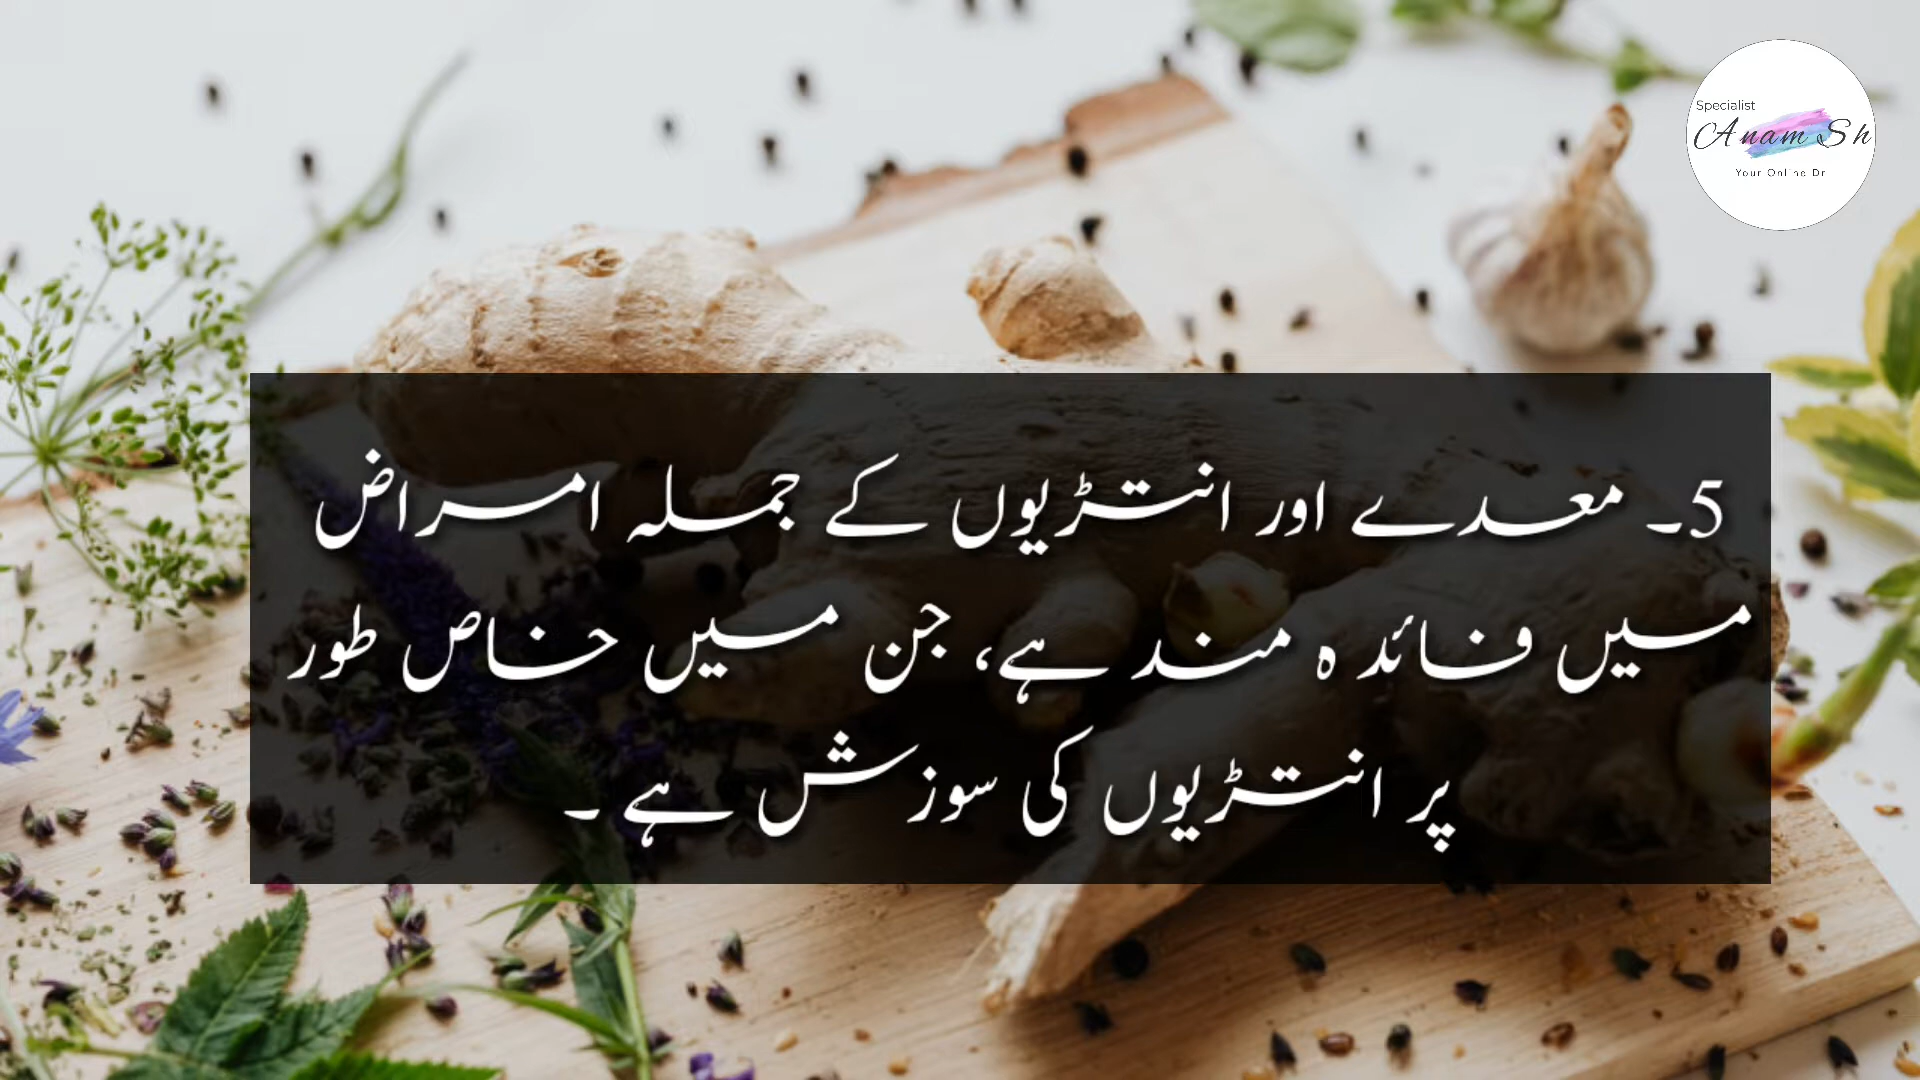 Specialist
Anam Sh
Your Online Dr
5۔ معدے اور انتڑیوں کے جملہ امراض
میں فائد ہ مند ہے، جن میں خاص طور
پر انتڑیوں کی سوزش ہے ۔